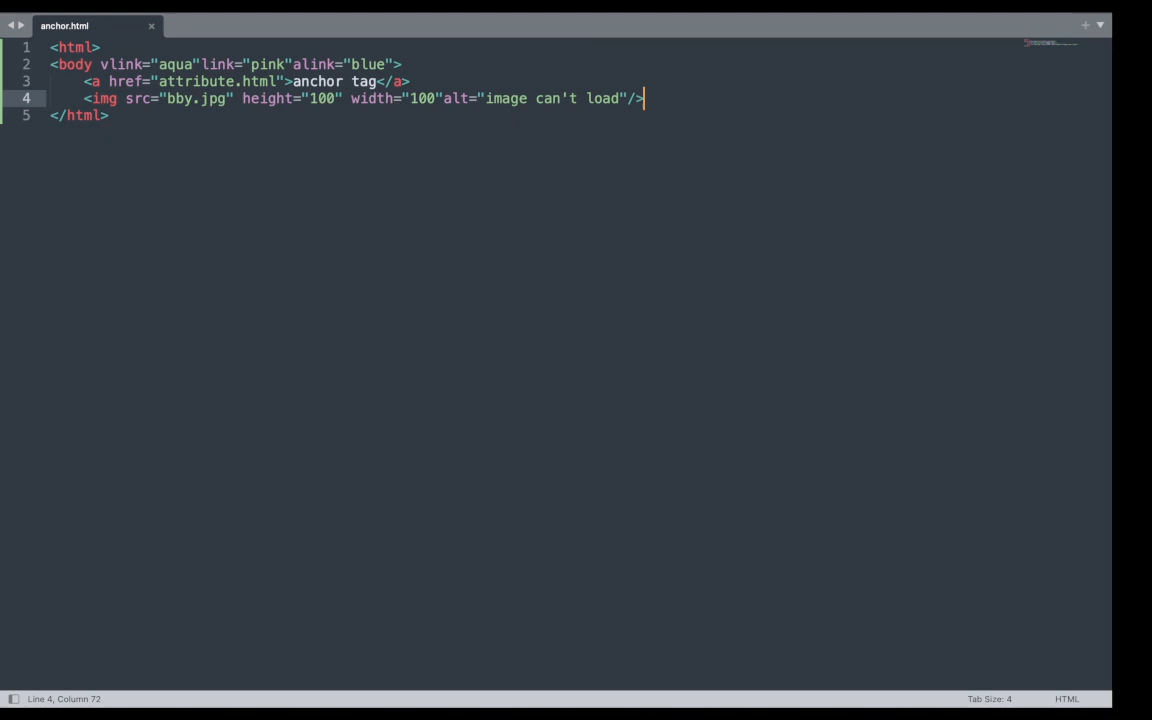 anchor.html
1 <html>
2 <body vlink="aqua"link="pink"alink="blue">
3 <a href="attribute.html">anchor tag</a>
4 <img src="bby.jpg" height="100" width="100"alt="image can't load"/>
5 </html>
Line 4, Column 72
Tab Size: 4
HTML